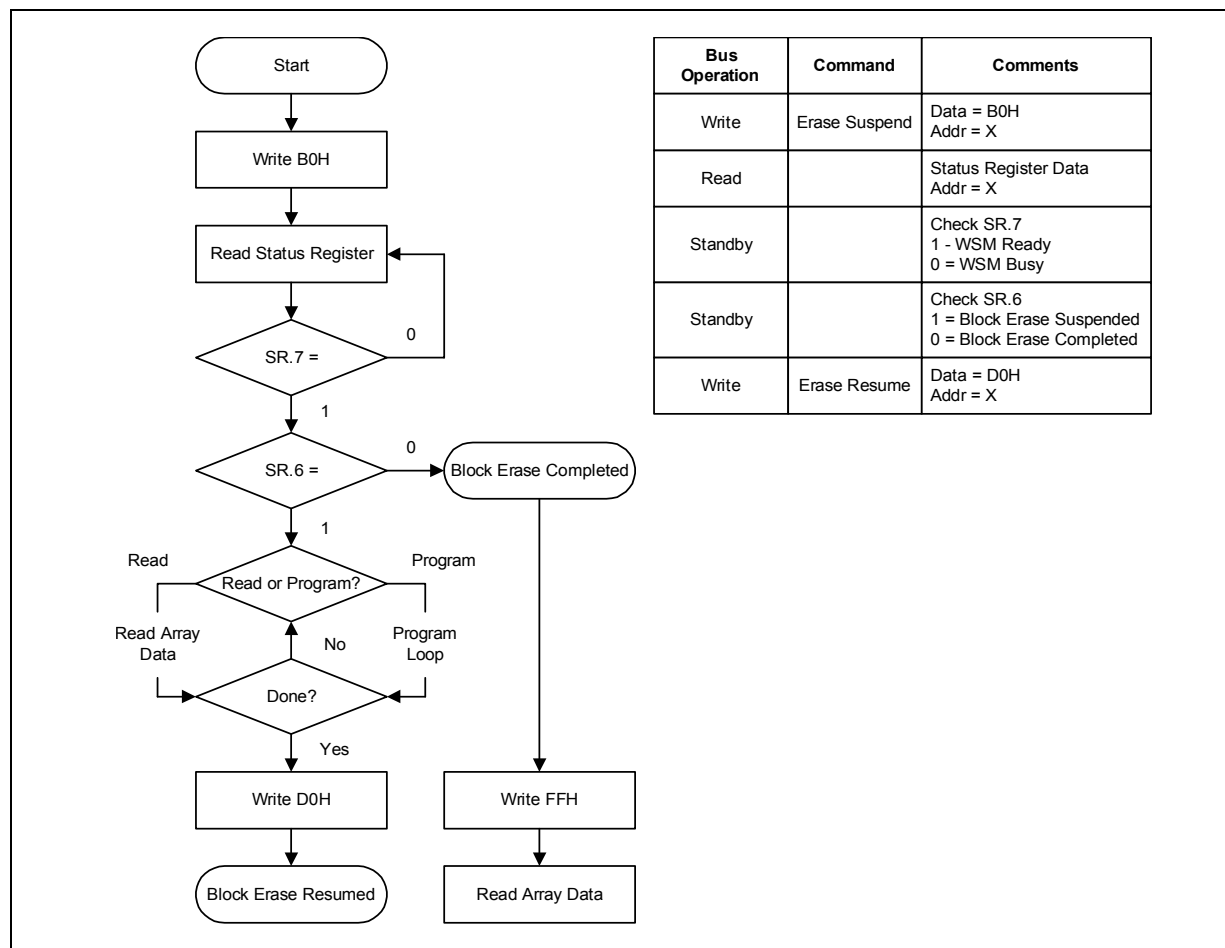 Start
Write B0H
Read Status Register
0
SR.7 =
1
0
SR.6 =
Block Erase Completed
1
Read
Program
Read or Program?
Read Array
Data
No
Program
Loop
Done?
Yes
Write D0H
Write FFH
Block Erase Resumed
Read Array Data
Bus
Operation
Command
Comments
Write
Erase Suspend
Data = B0H
Addr = X
Read
Status Register Data
Addr = X
Standby
Check SR.7
1 - WSM Ready
0 = WSM Busy
Standby
Check SR.6
1 = Block Erase Suspended
0 = Block Erase Completed
Write
Erase Resume
Data = D0H
Addr = X